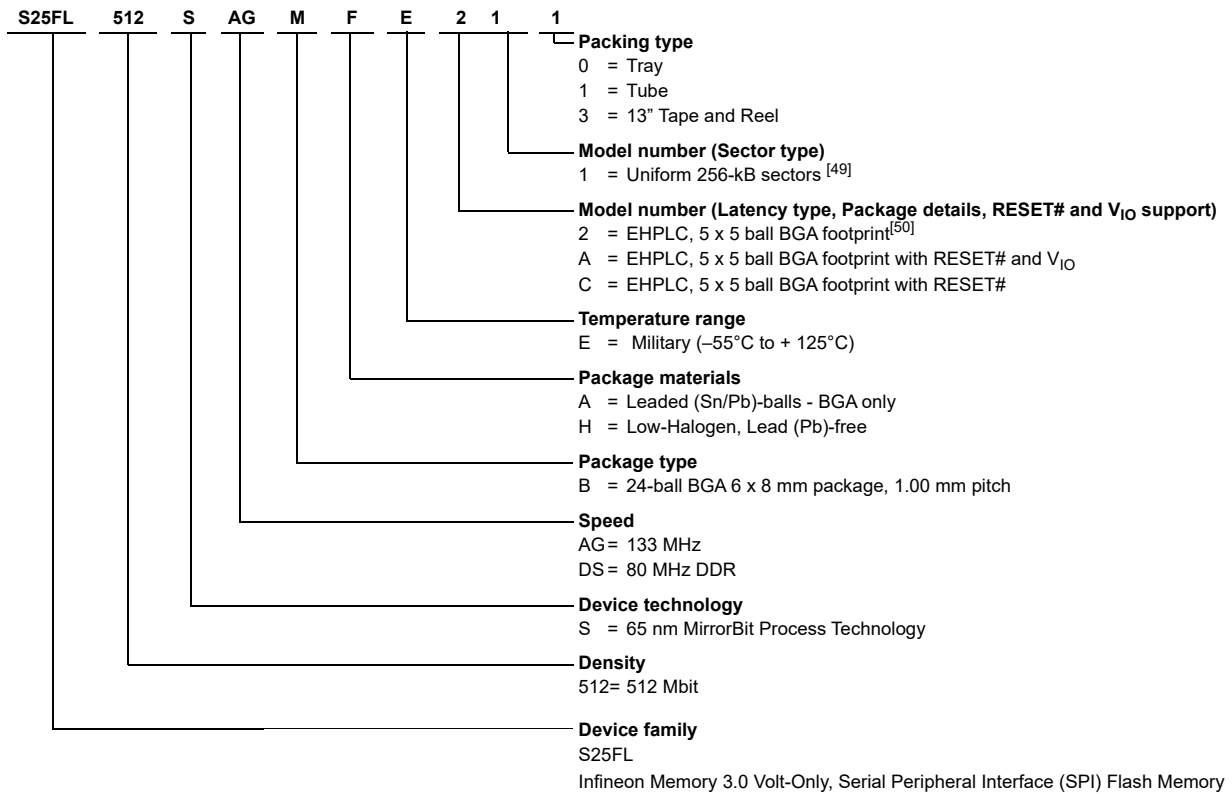 S25FL 512 S AG M F E 2 1 1
Packing type
0 = Tray
1 = Tube
3 = 13” Tape and Reel
Model number (Sector type)
1 = Uniform 256-kB sectors [49]
Model number (Latency type, Package details, RESET# and VIO support)
2 = EHPLC, 5 x 5 ball BGA footprint[50]
A = EHPLC, 5 x 5 ball BGA footprint with RESET# and VIO
C = EHPLC, 5 x 5 ball BGA footprint with RESET#
Temperature range
E = Military (–55°C to + 125°C)
Package materials
A = Leaded (Sn/Pb)-balls - BGA only
H = Low-Halogen, Lead (Pb)-free
Package type
B = 24-ball BGA 6 x 8 mm package, 1.00 mm pitch
Speed
AG= 133 MHz
DS= 80 MHz DDR
Device technology
S = 65 nm MirrorBit Process Technology
Density
512= 512 Mbit
Device family
S25FL
Infineon Memory 3.0 Volt-Only, Serial Peripheral Interface (SPI) Flash Memory